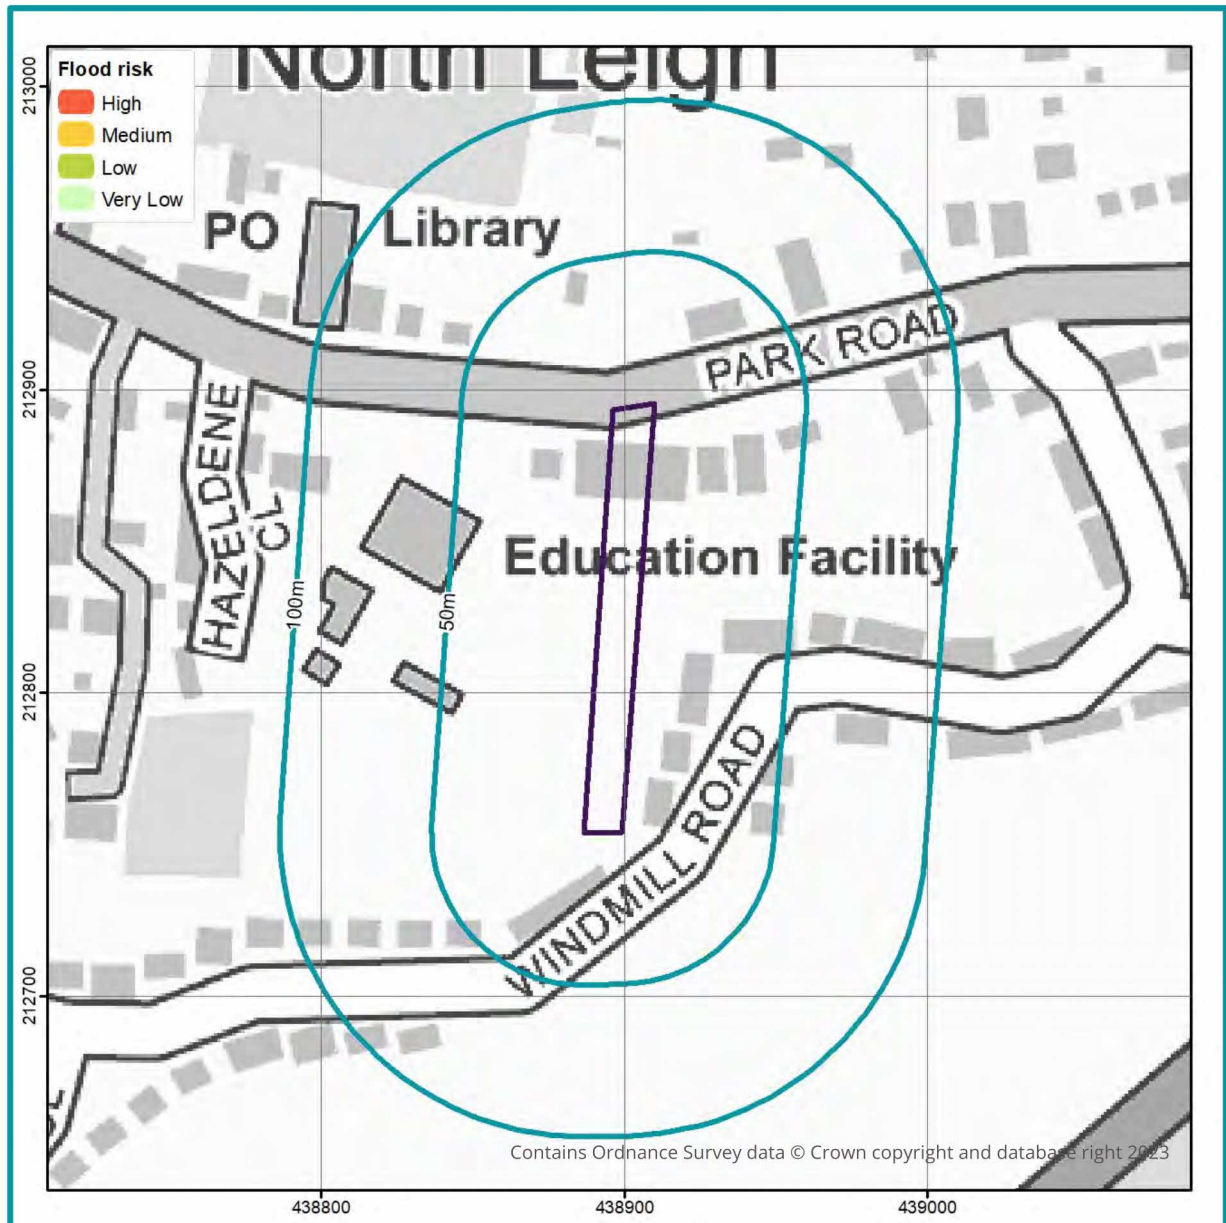 North Leigh
Flood risk
High
Medium
Low
Very Low
213000
212900
212800
212700
PO
Library
PARK ROAD
HAZELDENE
CL
100m
50m
Education Facility
WINDMILL ROAD
Contains Ordnance Survey data © Crown copyright and database right 2023
438800
438900
439000